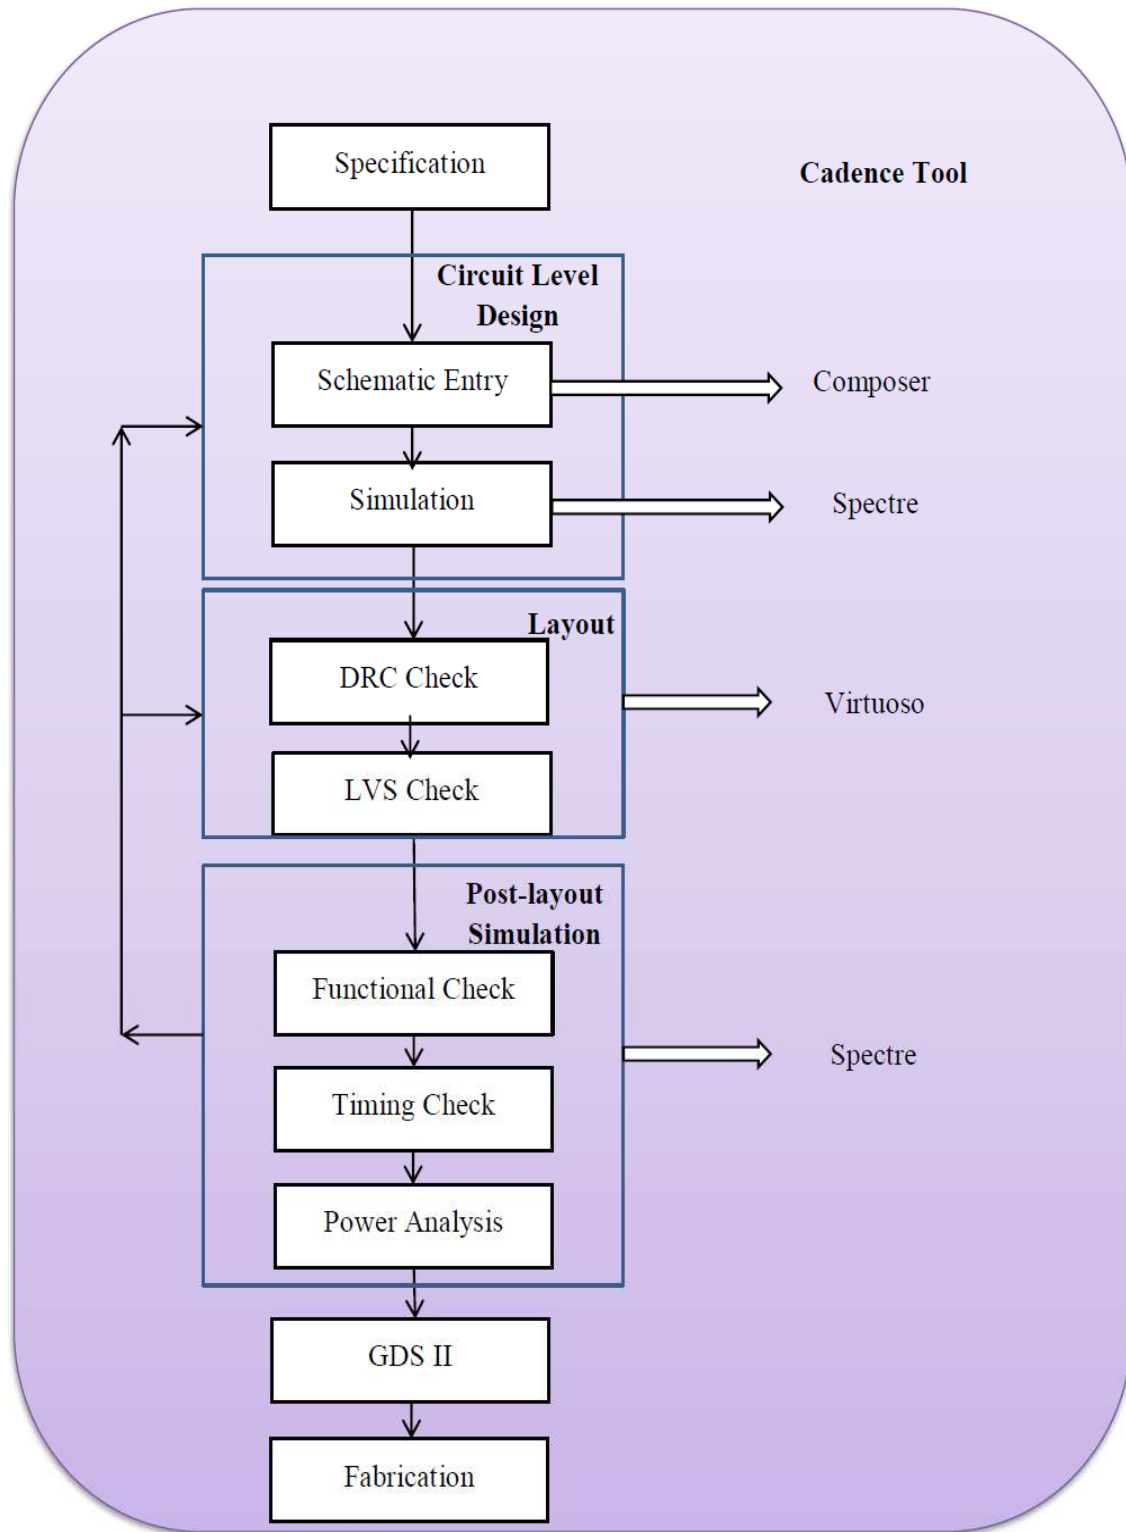 Specification
Cadence Tool
Circuit Level
Design
Schematic Entry
Composer
Simulation
Spectre
Layout
DRC Check
Virtuoso
LVS Check
Post-layout
Simulation
Functional Check
Spectre
Timing Check
Power Analysis
GDS II
Fabrication